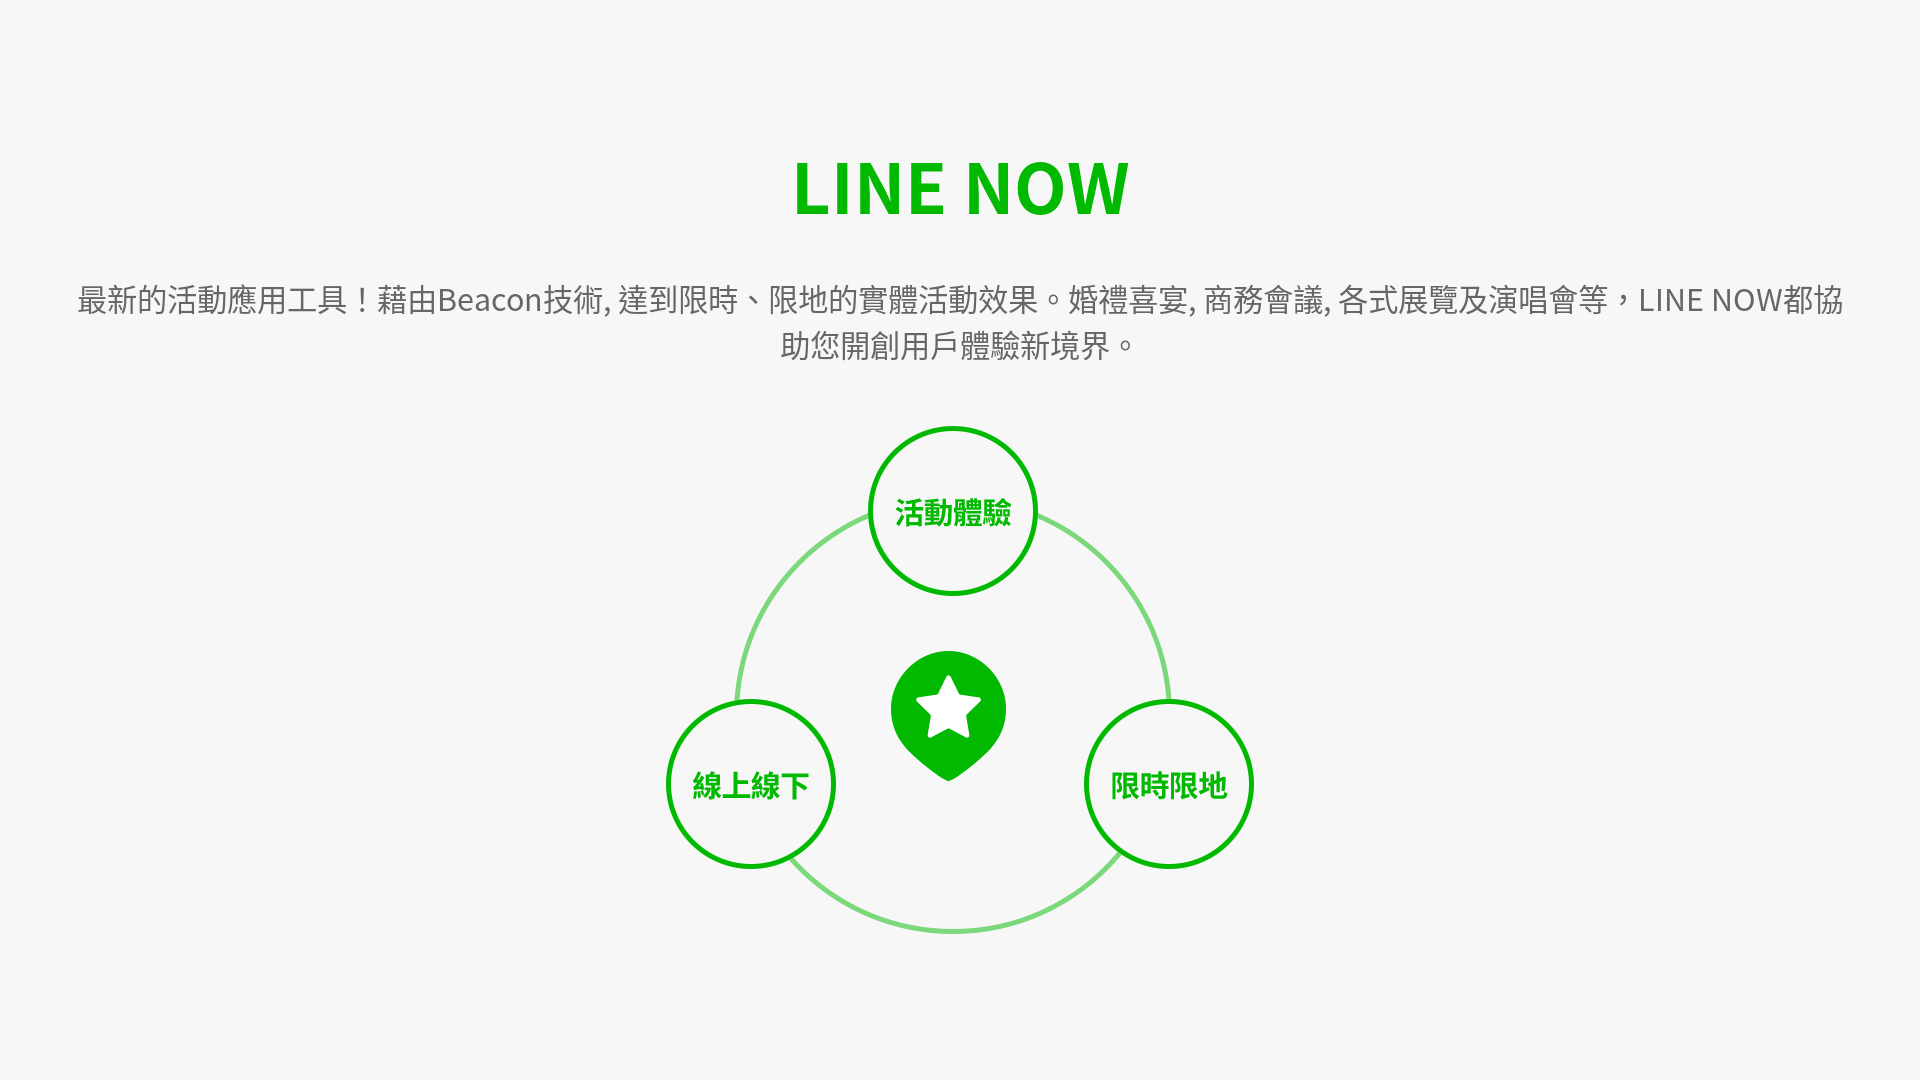 LINE NOW
最新的活動應用工具！藉由Beacon技術, 達到限時、限地的實體活動效果。婚禮喜宴, 商務會議, 各式展覽及演唱會等，LINE NOW都協
助您開創用戶體驗新境界。
活動體驗
線上線下
限時限地